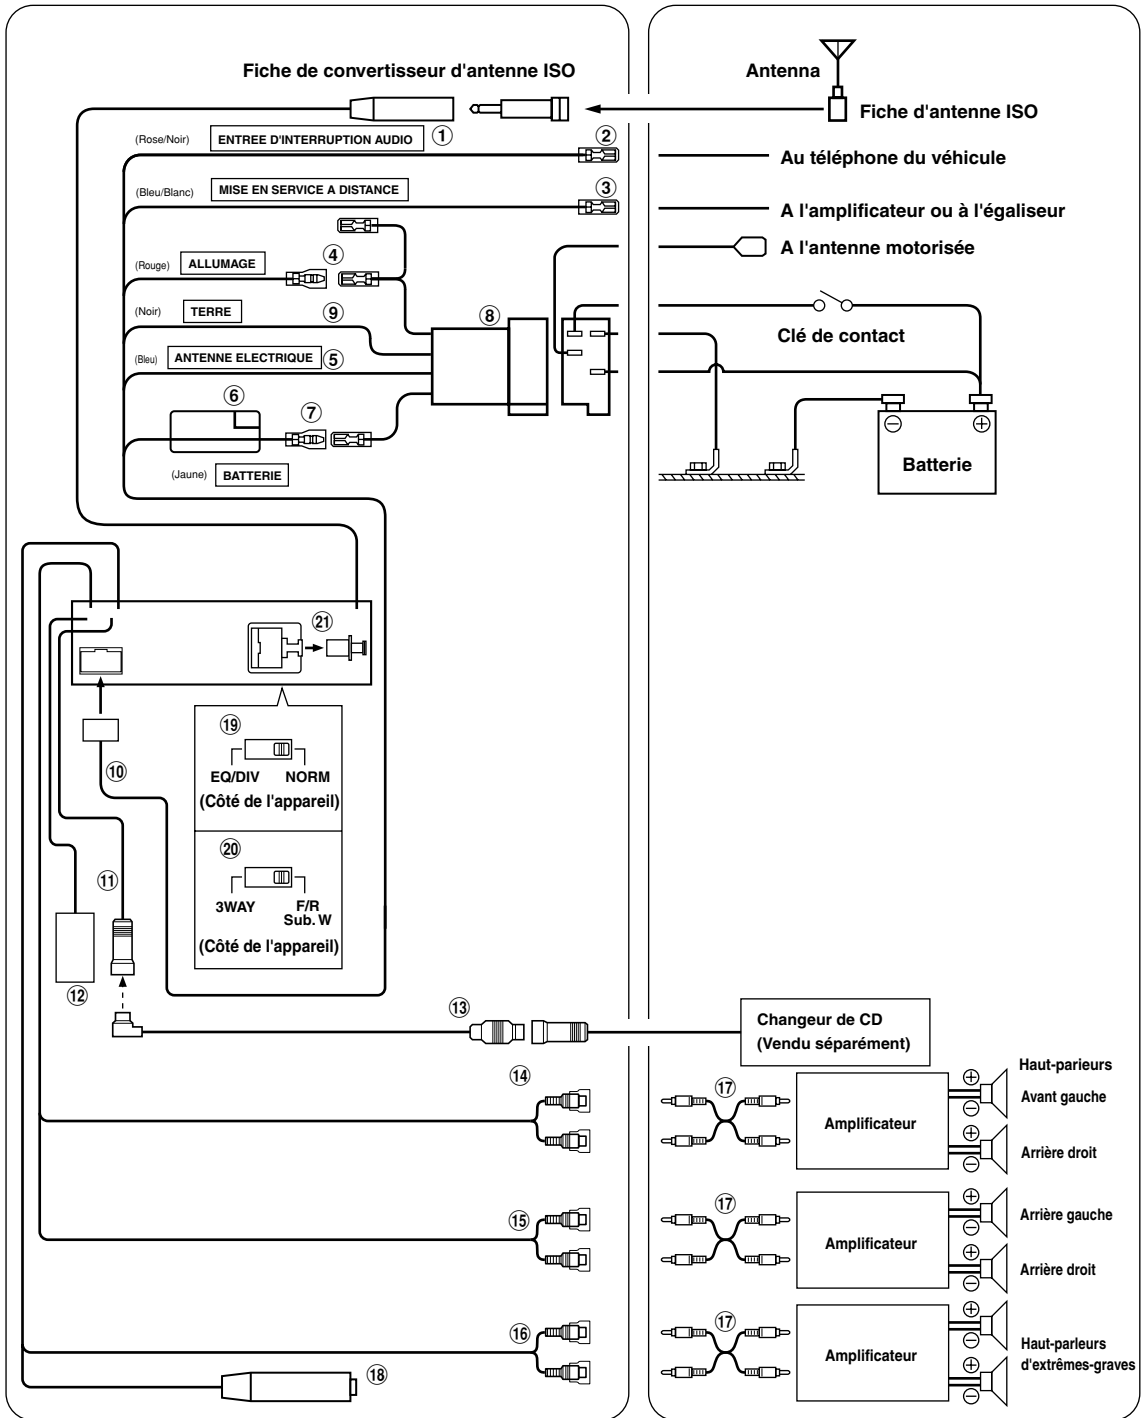 Fiche de convertisseur d'antenne ISO
Antenna
Fiche d'antenne ISO
①
(Rose/Noir) ENTREE D'INTERRUPTION AUDIO
②
Au téléphone du véhicule
(Bleu/Blanc) MISE EN SERVICE A DISTANCE
③
A l'amplificateur ou à l'égaliseur
A l'antenne motorisée
④
(Rouge) ALLUMAGE
(Noir) TERRE
⑨
⑧
Clé de contact
(Bleu) ANTENNE ELECTRIQUE
⑤
⑥
⑦
⊖ ⊕
Batterie
(Jaune) BATTERIE
㉑
⑲
EQ/DIV NORM
(Côté de l'appareil)
⑩
⑳
3WAY F/R
Sub. W
(Côté de l'appareil)
⑪
⑫
⑬
Changeur de CD
(Vendu séparément)
Haut-parieurs
⑭
⑰
Amplificateur
⊕
⊖
Avant gauche
⊕
⊖
Arrière droit
⑮
⑰
Amplificateur
⊕
⊖
Arrière gauche
⊕
⊖
Arrière droit
⑯
⑰
Amplificateur
⊕
⊖
Haut-parleurs
d'extrêmes-graves
⊕
⊖
⑱